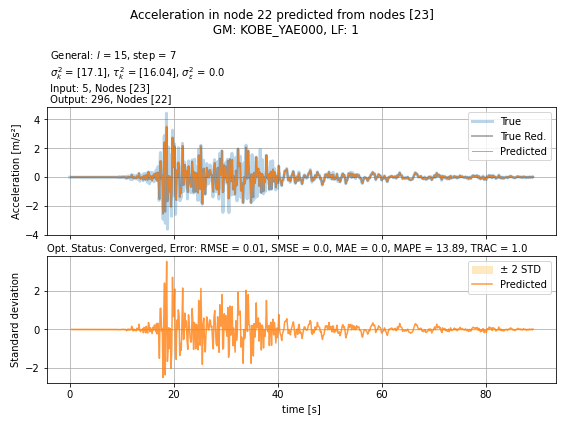 Acceleration in node 22 predicted from nodes [23]
GM: KOBE_YAE000, LF: 1
General: l = 15, step = 7
σ²ₖ = [17.1], τ²ₖ = [16.04], σ²ε = 0.0
Input: 5, Nodes [23]
Output: 296, Nodes [22]
True
True Red.
Predicted
Acceleration [m/s²]
4
2
0
−2
−4
Opt. Status: Converged, Error: RMSE = 0.01, SMSE = 0.0, MAE = 0.0, MAPE = 13.89, TRAC = 1.0
± 2 STD
Predicted
Standard deviation
2
0
−2
0 20 40 60 80
time [s]